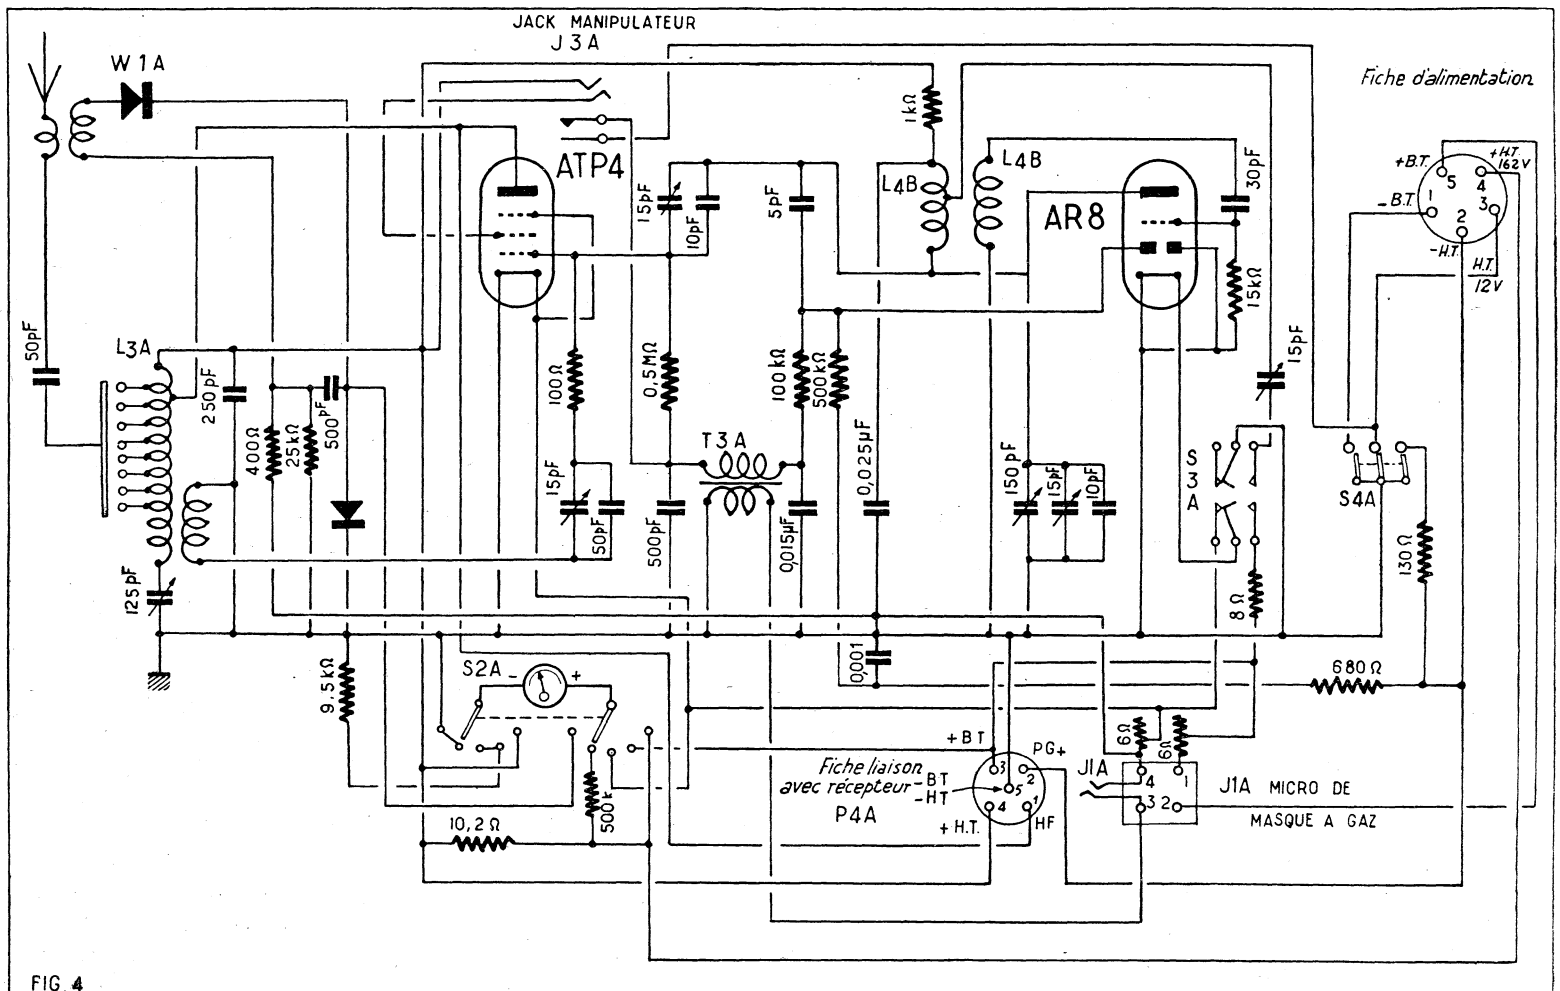 JACK MANIPULATEUR
J3A
W1A
Fiche d'alimentation
1kΩ
ATP4
L4B
L4B
AR8
15pF
10pF
5pF
30pF
+B.T.
+H.T.
162V
5
4
-B.T.
1
2
3
-H.T.
H.T.
12V
15kΩ
50pF
L3A
250pF
400Ω
25kΩ
500pF
100Ω
0,5MΩ
100kΩ
500kΩ
15pF
T3A
0,025µF
15pF
50pF
500pF
0,015µF
150pF
15pF
10pF
S3A
S4A
130Ω
125pF
8Ω
9,5kΩ
S2A
-
+
0,001
680Ω
6Ω
6Ω
+BT
PG+
Fiche liaison
avec récepteur
-BT
-HT
P4A
3
2
5
4
1
+H.T.
HF
J1A
4
1
3
2
J1A MICRO DE
MASQUE A GAZ
500k
10,2Ω
FIG. 4